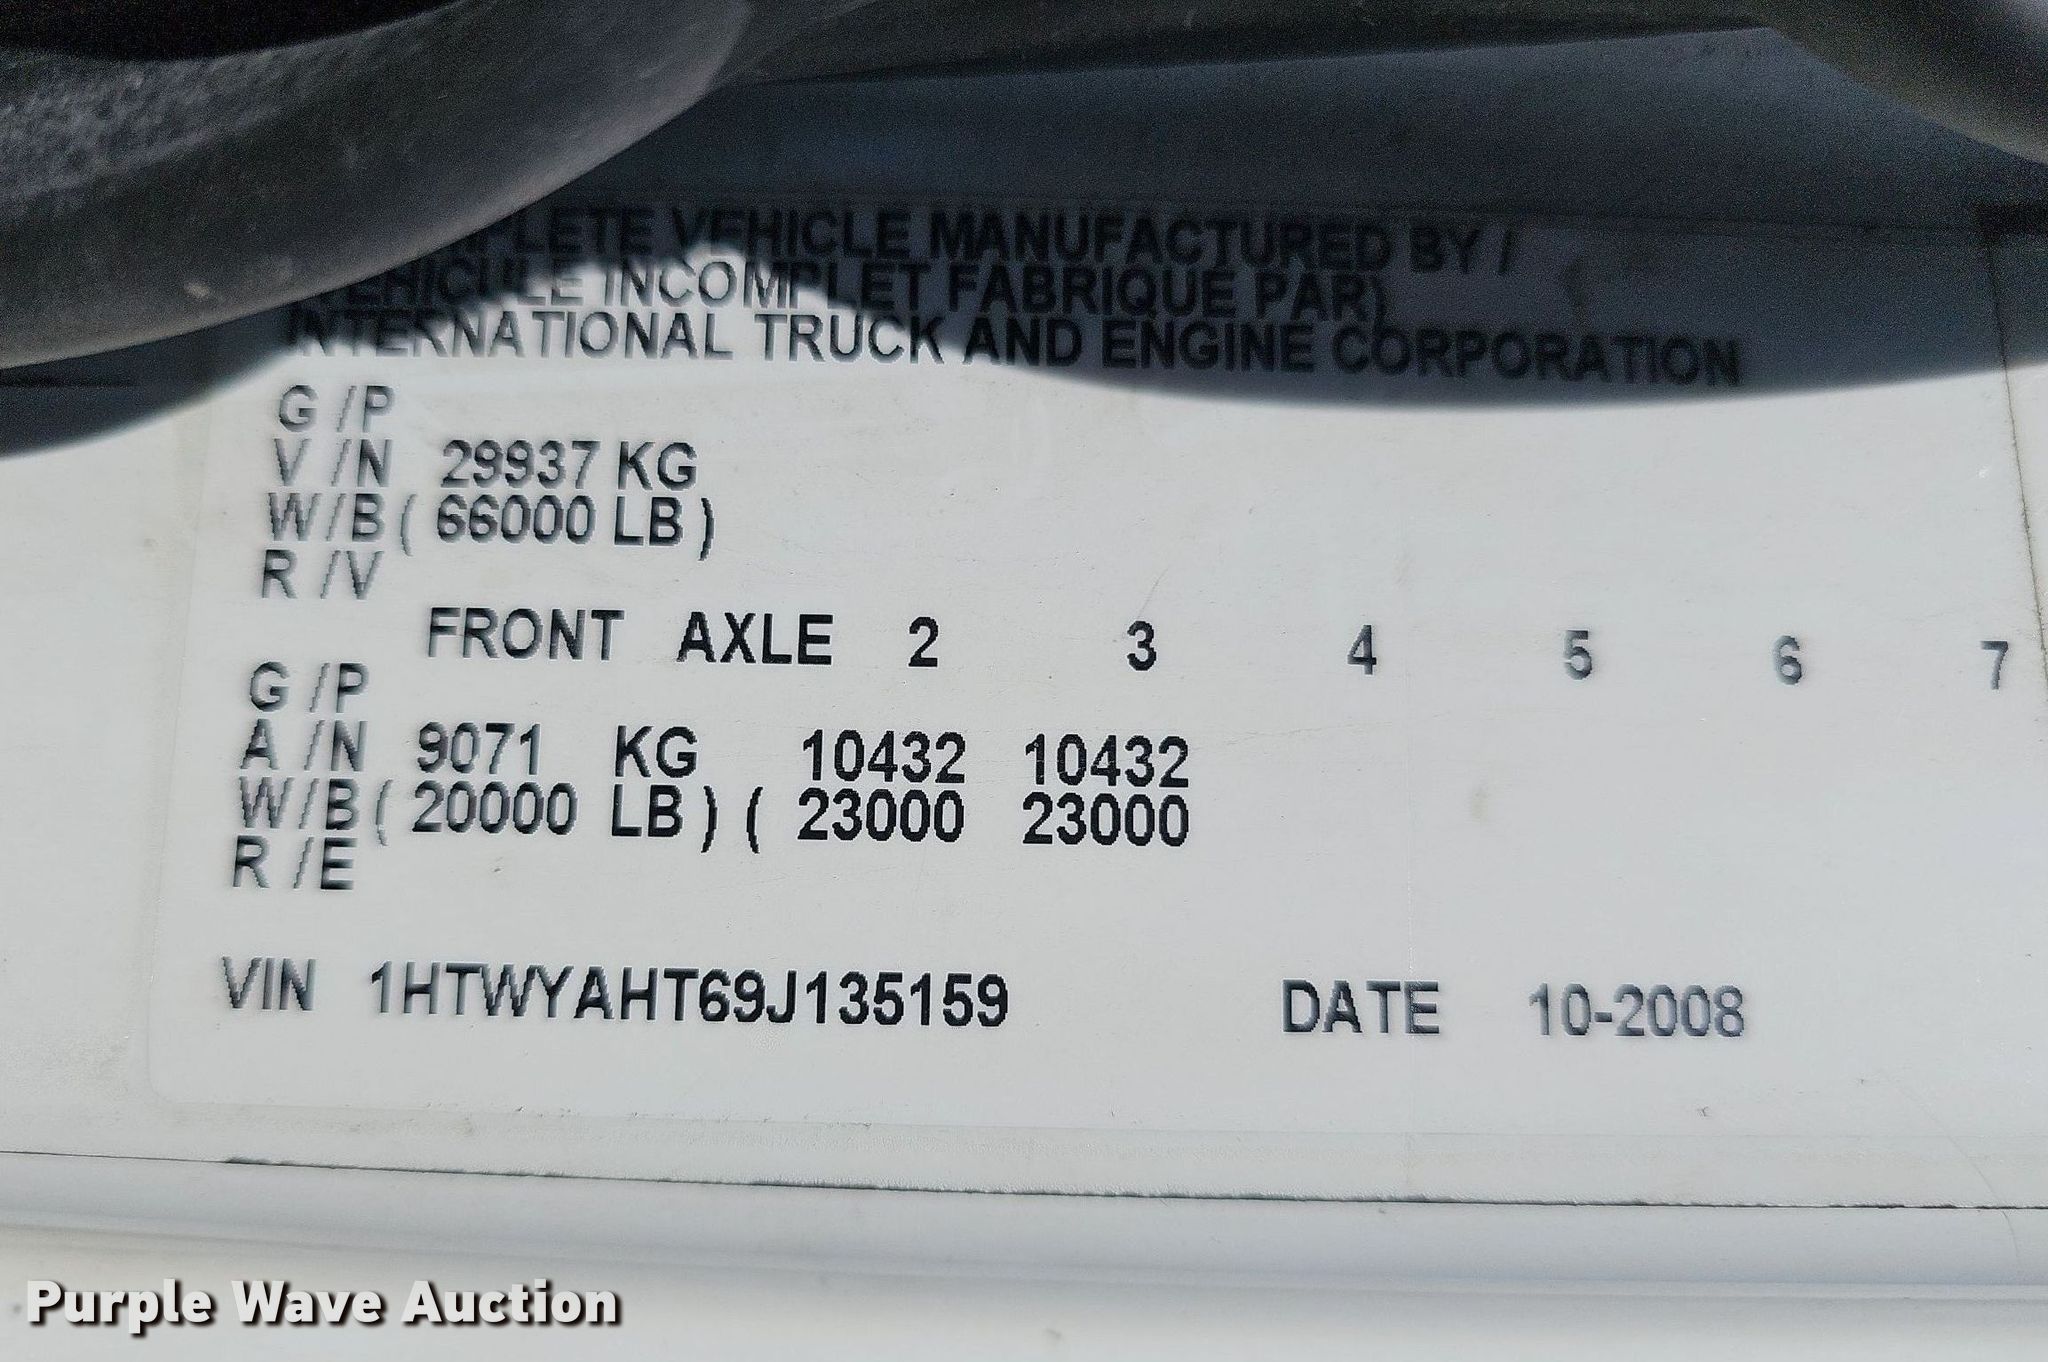 MPLETE VEHICLE MANUFACTURED BY /
VEHICULE INCOMPLET FABRIQUE PAR)
INTERNATIONAL TRUCK AND ENGINE CORPORATION
G /P
V /N 29937 KG
W/B ( 66000 LB )
R /V
FRONT AXLE 2 3 4 5 6 7
G /P
A /N 9071 KG 10432 10432
W/B ( 20000 LB ) ( 23000 23000
R /E
VIN 1HTWYAHT69J135159 DATE 10-2008
Purple Wave Auction